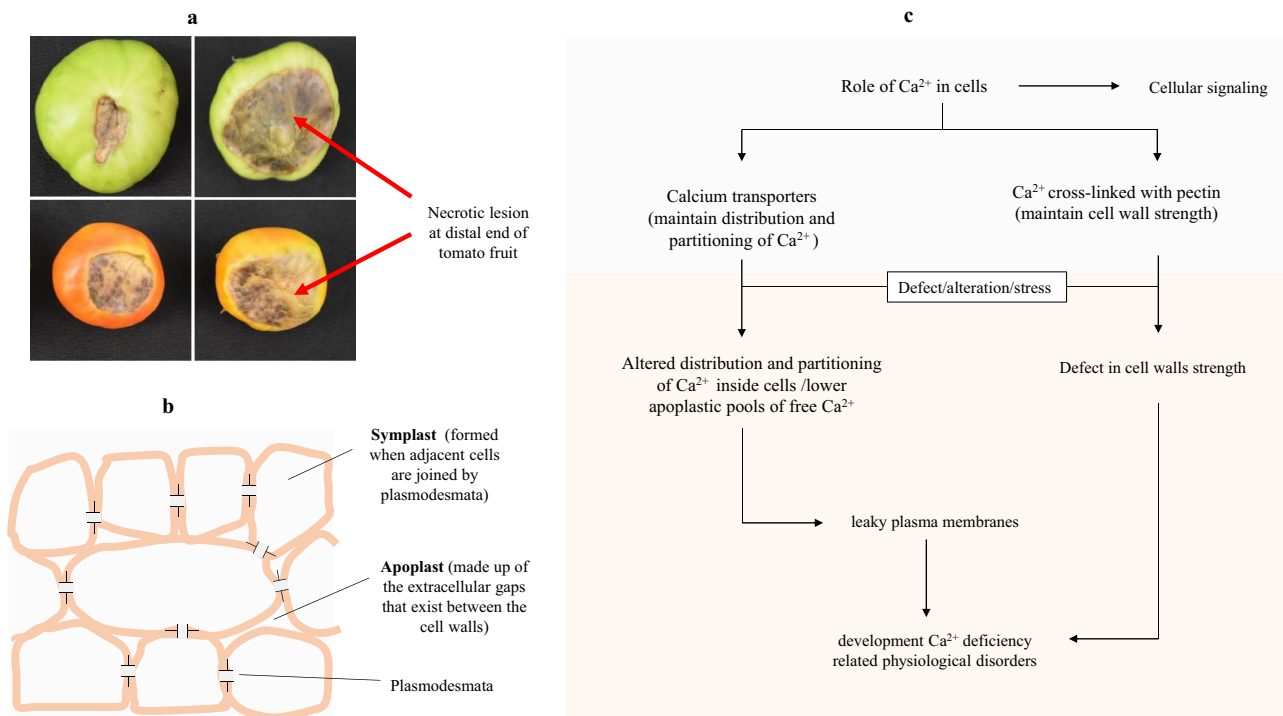 a
Necrotic lesion
at distal end of
tomato fruit
b
Symplast (formed
when adjacent cells
are joined by
plasmodesmata)
Apoplast (made up of
the extracellular gaps
that exist between the
cell walls)
Plasmodesmata
c
Role of Ca²⁺ in cells
Cellular signaling
Calcium transporters
(maintain distribution and
partitioning of Ca²⁺ )
Ca²⁺ cross-linked with pectin
(maintain cell wall strength)
Defect/alteration/stress
Altered distribution and partitioning
of Ca²⁺ inside cells /lower
apoplastic pools of free Ca²⁺
Defect in cell walls strength
leaky plasma membranes
development Ca²⁺ deficiency
related physiological disorders